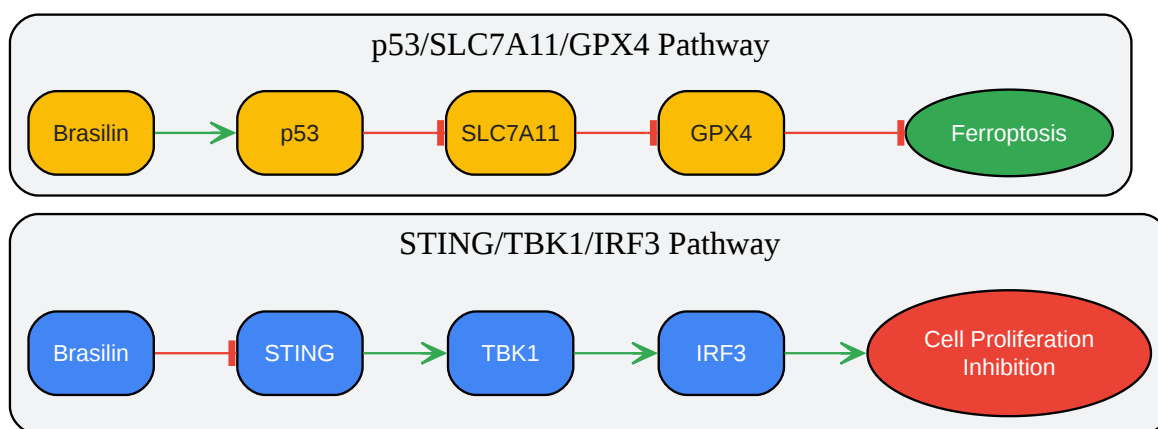 p53/SLC7A11/GPX4 Pathway
Brasilin
p53
SLC7A11
GPX4
Ferroptosis
STING/TBK1/IRF3 Pathway
Brasilin
STING
TBK1
IRF3
Cell Proliferation
Inhibition